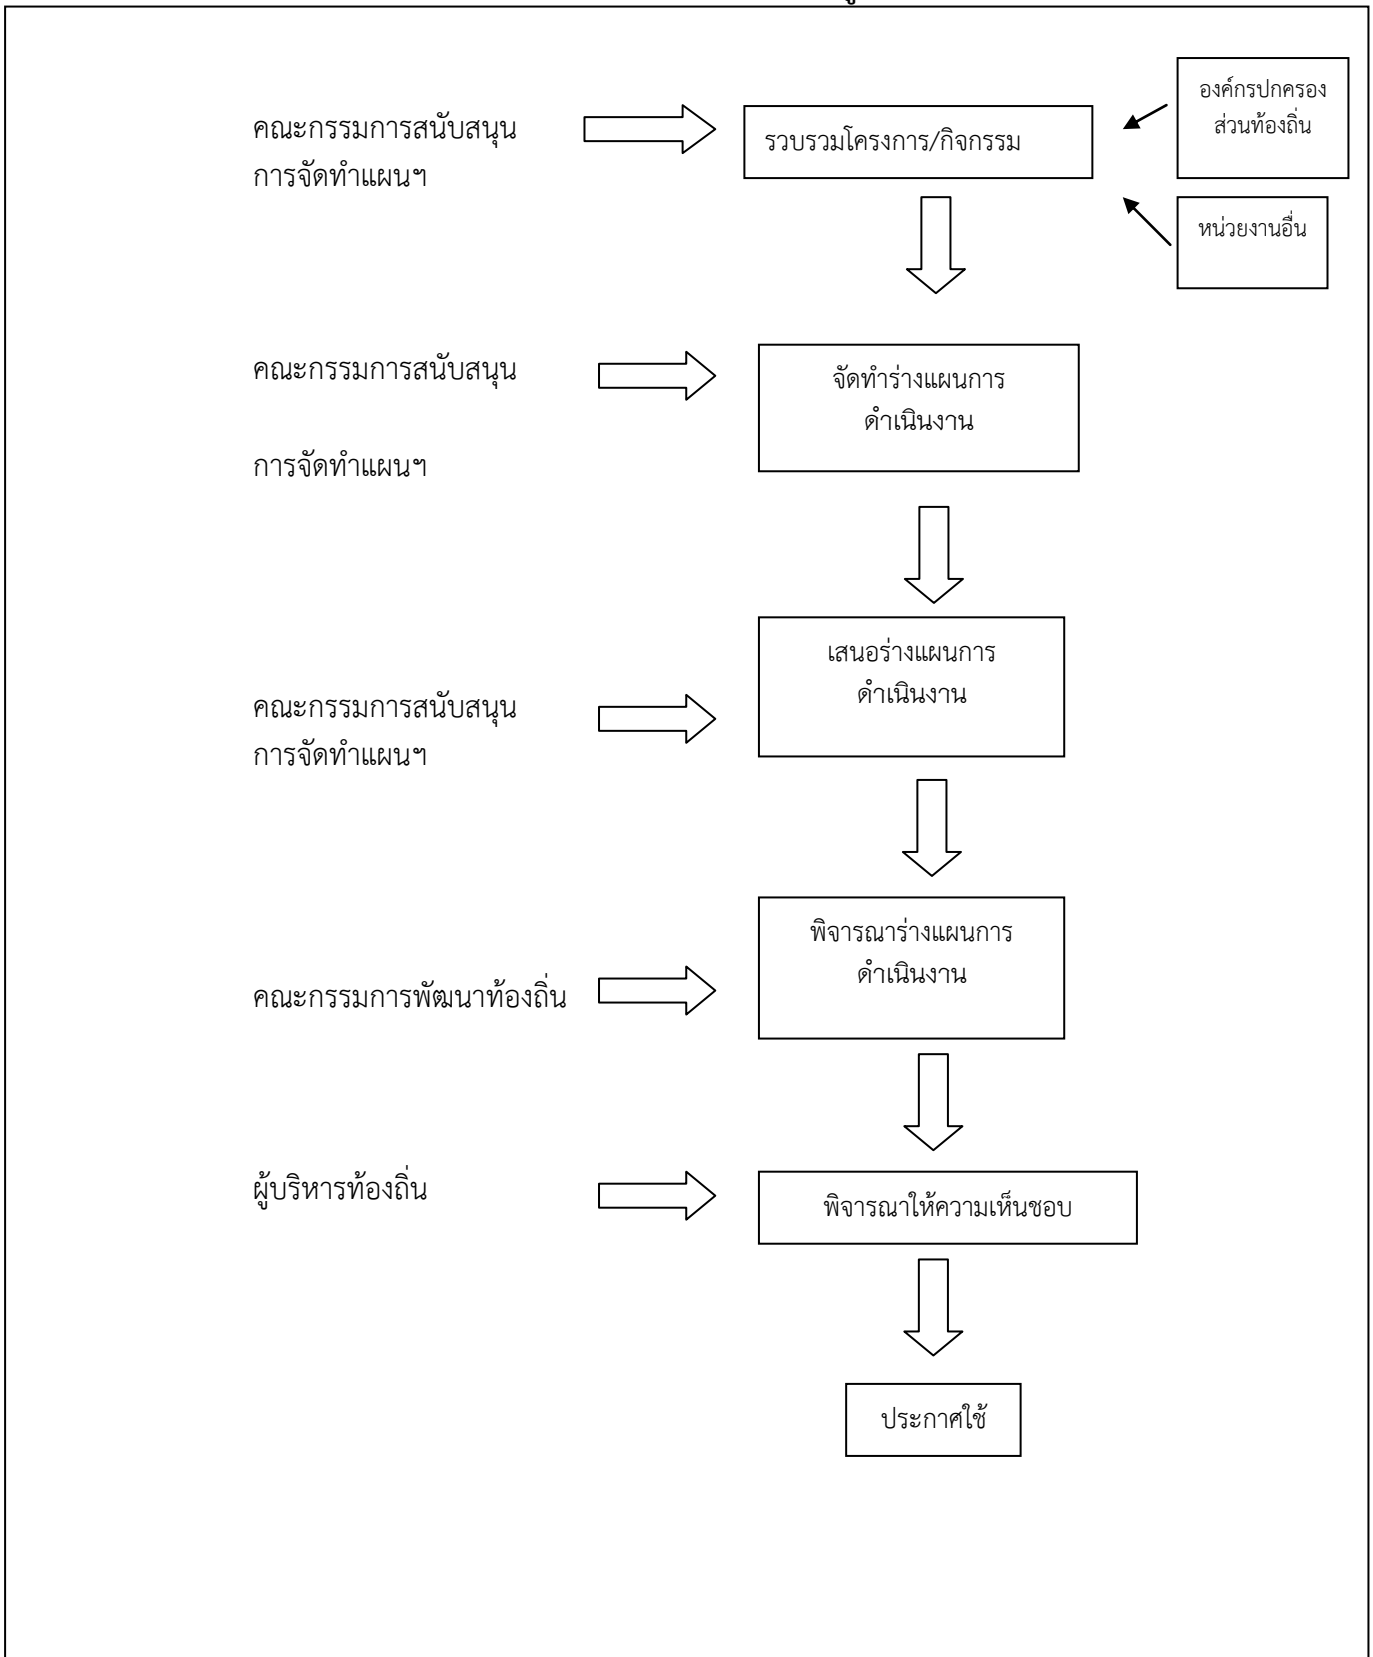 คณะกรรมการสนับสนุน
การจัดทำแผนฯ
รวบรวมโครงการ/กิจกรรม
องค์กรปกครอง
ส่วนท้องถิ่น
หน่วยงานอื่น
คณะกรรมการสนับสนุน
การจัดทำแผนฯ
จัดทำร่างแผนการ
ดำเนินงาน
คณะกรรมการสนับสนุน
การจัดทำแผนฯ
เสนอร่างแผนการ
ดำเนินงาน
คณะกรรมการพัฒนาท้องถิ่น
พิจารณาร่างแผนการ
ดำเนินงาน
ผู้บริหารท้องถิ่น
พิจารณาให้ความเห็นชอบ
ประกาศใช้